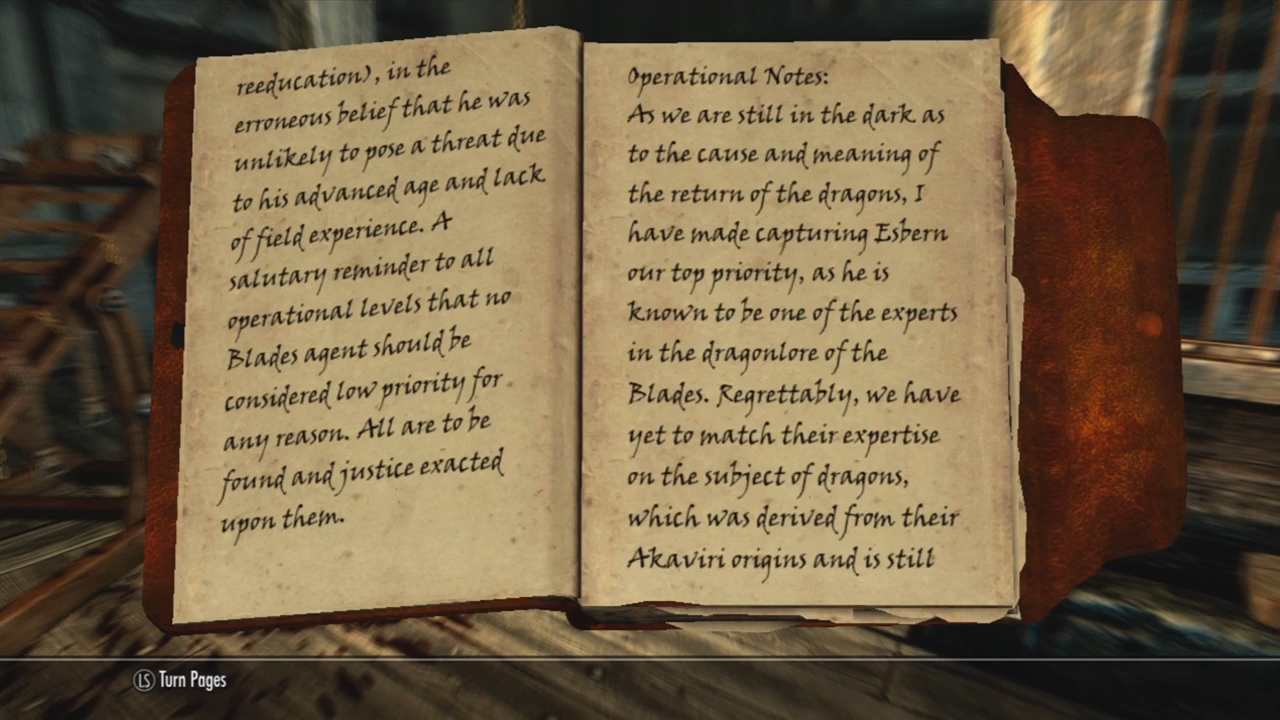 reeducation), in the
erroneous belief that he was
unlikely to pose a threat due
to his advanced age and lack
of field experience. A
salutary reminder to all
operational levels that no
Blades agent should be
considered low priority for
any reason. All are to be
found and justice exacted
upon them.
Operational Notes:
As we are still in the dark as
to the cause and meaning of
the return of the dragons, I
have made capturing Esbern
our top priority, as he is
known to be one of the experts
in the dragonlore of the
Blades. Regrettably, we have
yet to match their expertise
on the subject of dragons,
which was derived from their
Akaviri origins and is still
LS Turn Pages